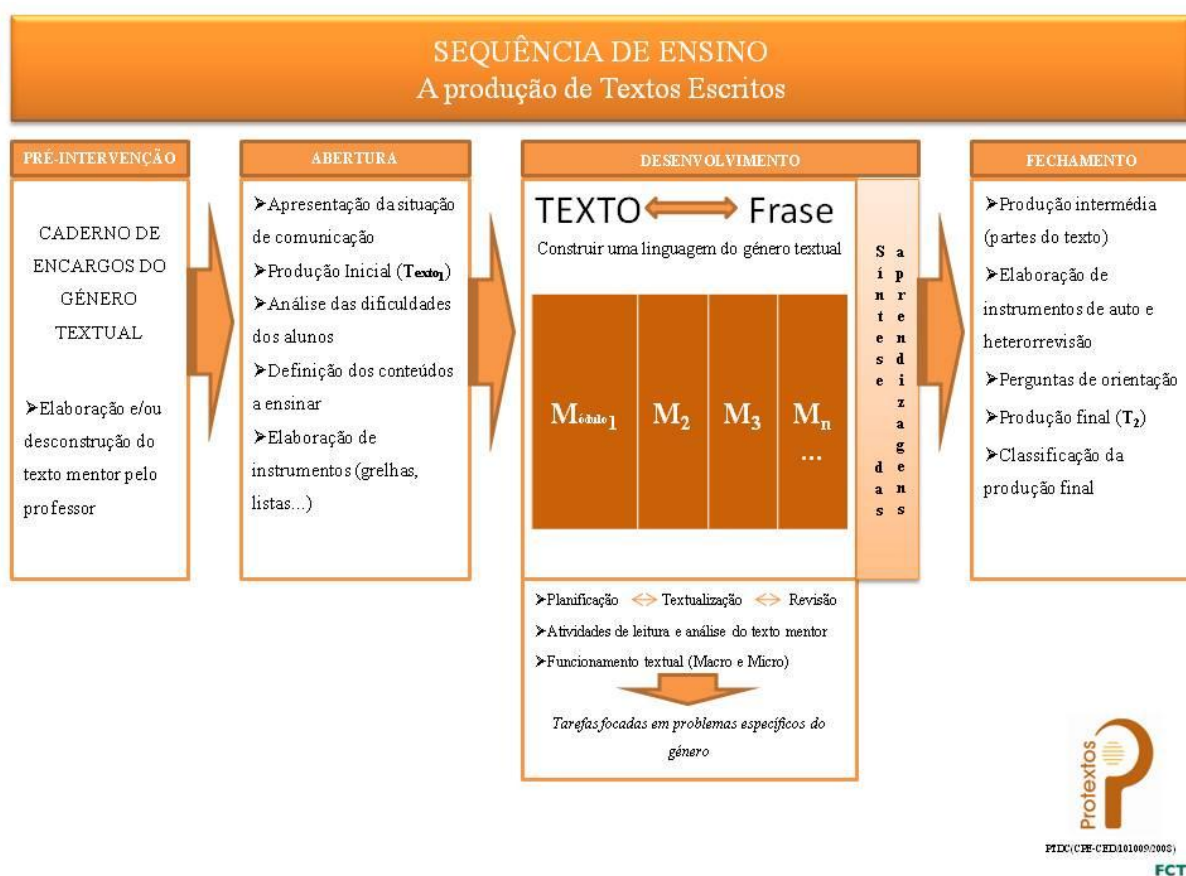 SEQUÊNCIA DE ENSINO
A produção de Textos Escritos
PRÉ-INTERVENÇÃO
CADERNO DE
ENCARGOS DO
GÉNERO
TEXTUAL
➤Elaboração e/ou
desconstrução do
texto mentor pelo
professor
ABERTURA
➤Apresentação da situação
de comunicação
➤Produção Inicial (Texto1)
➤Análise das dificuldades
dos alunos
➤Definição dos conteúdos
a ensinar
➤Elaboração de
instrumentos (grelhas,
listas...)
DESENVOLVIMENTO
TEXTO Frase
Construir uma linguagem do género textual
Módulo1 M2 M3 Mn
...
Síntese das
aprendizagens
➤Planificação <=> Textualização <=> Revisão
➤Atividades de leitura e análise do texto mentor
➤Funcionamento textual (Macro e Micro)
Tarefas focadas em problemas específicos do
género
FECHAMENTO
➤Produção intermédia
(partes do texto)
➤Elaboração de
instrumentos de auto e
heterorrevisão
➤Perguntas de orientação
➤Produção final (T2)
➤Classificação da
produção final
Protextos
PTDC(CPE-CED/101009/2008)
FCT